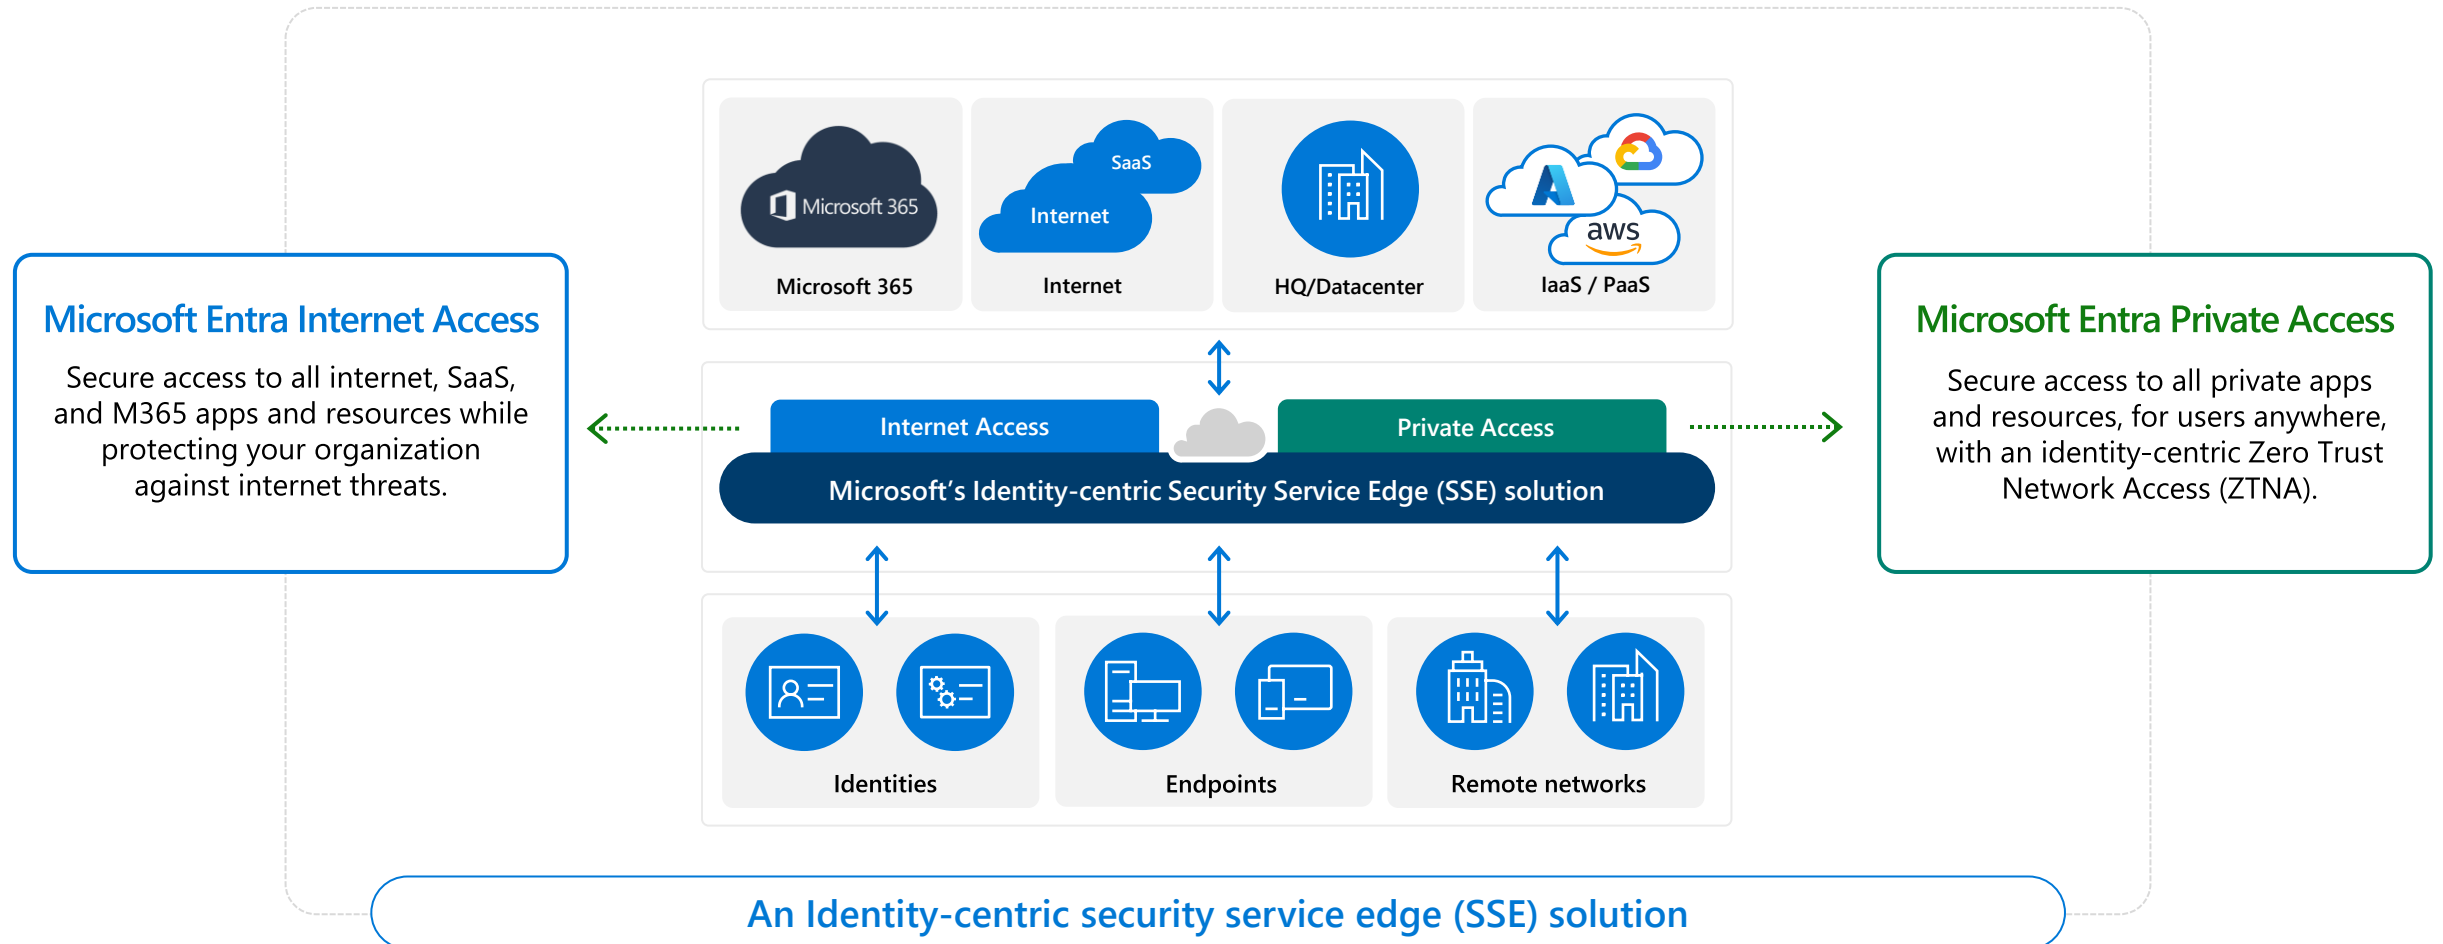 SaaS
Internet
Microsoft 365
aws
Microsoft 365
Internet
HQ/Datacenter
IaaS / PaaS
Microsoft Entra Internet Access
Secure access to all internet, SaaS,
and M365 apps and resources while
protecting your organization
against internet threats.
Internet Access
Private Access
Microsoft’s Identity-centric Security Service Edge (SSE) solution
Microsoft Entra Private Access
Secure access to all private apps
and resources, for users anywhere,
with an identity-centric Zero Trust
Network Access (ZTNA).
Identities
Endpoints
Remote networks
An Identity-centric security service edge (SSE) solution